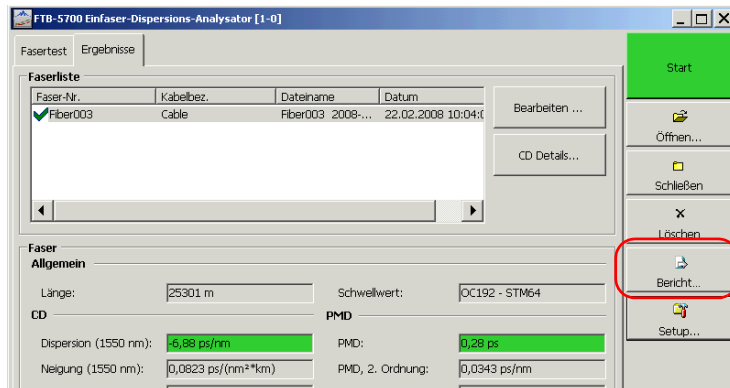 FTB-5700 Einfaser-Dispersions-Analysator [1-0]
Fasertest Ergebnisse
Faserliste
Faser-Nr. Kabelbez. Dateiname Datum
Fiber003 Cable Fiber003 2008-... 22.02.2008 10:04:0
Bearbeiten ...
CD Details...
Faser
Allgemein
Länge: 25301 m Schwellwert: OC192 - STM64
CD PMD
Dispersion (1550 nm): -6,88 ps/nm PMD: 0,28 ps
Neigung (1550 nm): 0,0823 ps/(nm²*km) PMD, 2. Ordnung: 0,0343 ps/nm
Start
Öffnen...
Schließen
Löschen
Bericht...
Setup...